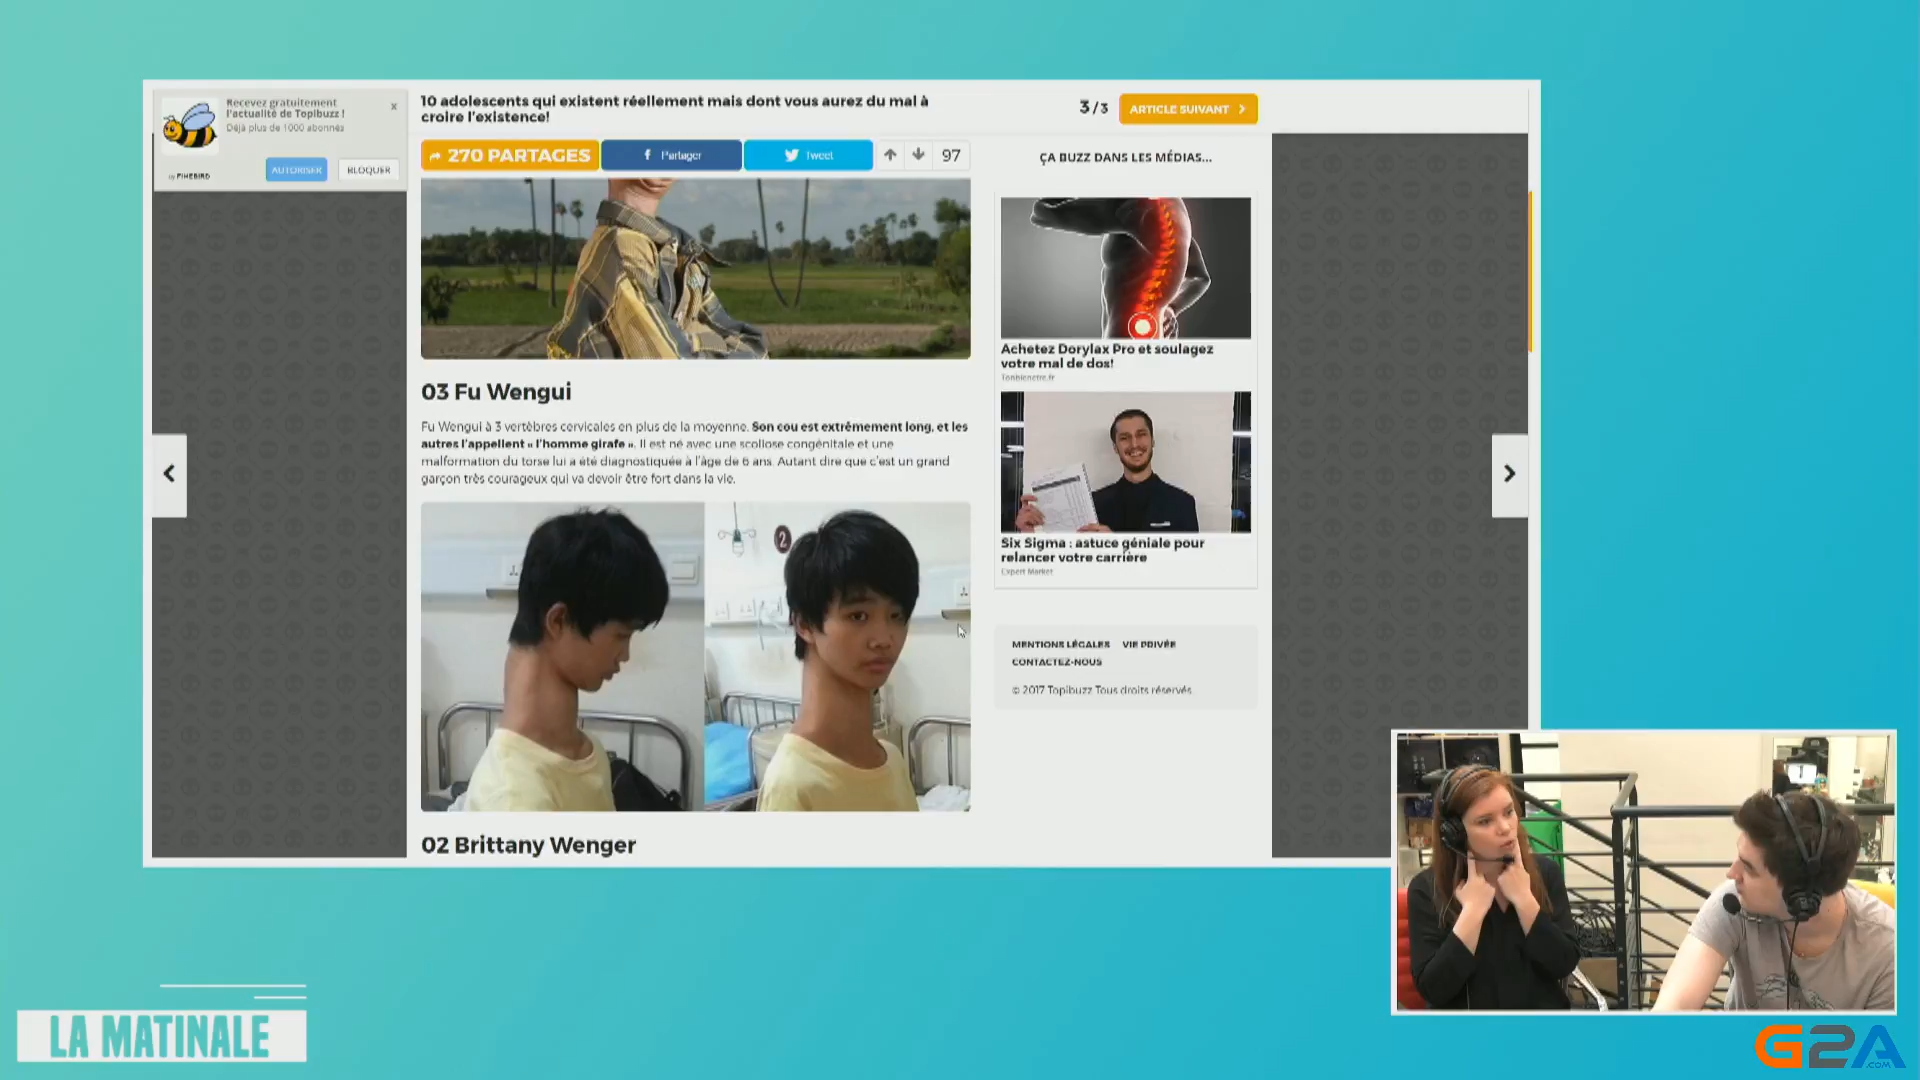 Recevez gratuitement
l'actualité de Topibuzz !
Déjà plus de 1000 abonnés
x
by FIREBIRD
AUTORISER
BLOQUER
10 adolescents qui existent réellement mais dont vous aurez du mal à
croire l'existence!
3/3
ARTICLE SUIVANT
270 PARTAGES
Partager
Tweet
97
ÇA BUZZ DANS LES MÉDIAS...
Achetez Dorylax Pro et soulagez
votre mal de dos!
Tonbienetre.fr
03 Fu Wengui
Fu Wengui à 3 vertèbres cervicales en plus de la moyenne. Son cou est extrêmement long, et les
autres l'appellent « l'homme girafe ». Il est né avec une scoliose congénitale et une
malformation du torse lui a été diagnostiquée à l'âge de 6 ans. Autant dire que c'est un grand
garçon très courageux qui va devoir être fort dans la vie.
2
Six Sigma : astuce géniale pour
relancer votre carrière
Expert Market
MENTIONS LÉGALES VIE PRIVÉE
CONTACTEZ-NOUS
© 2017 Topibuzz Tous droits réservés
02 Brittany Wenger
LA MATINALE
G2A
.COM